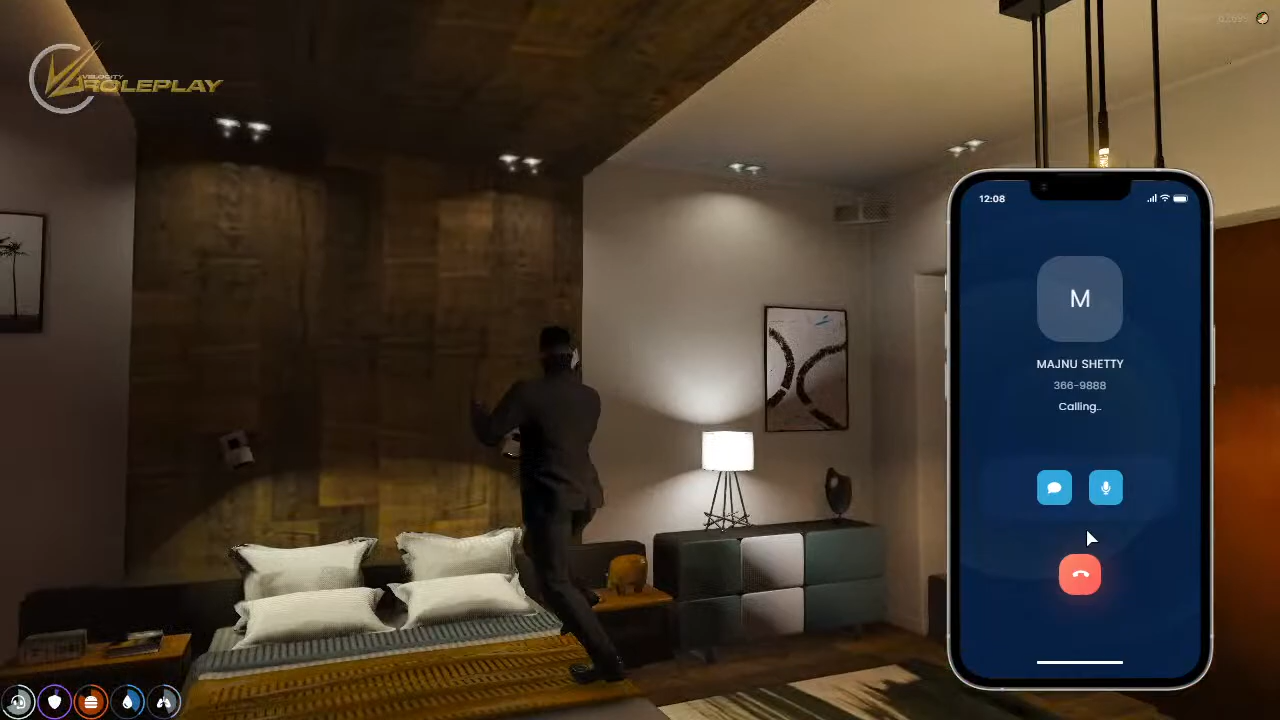 VELOCITY
ROLEPLAY
12:08
M
MAJNU SHETTY
366-9888
Calling..